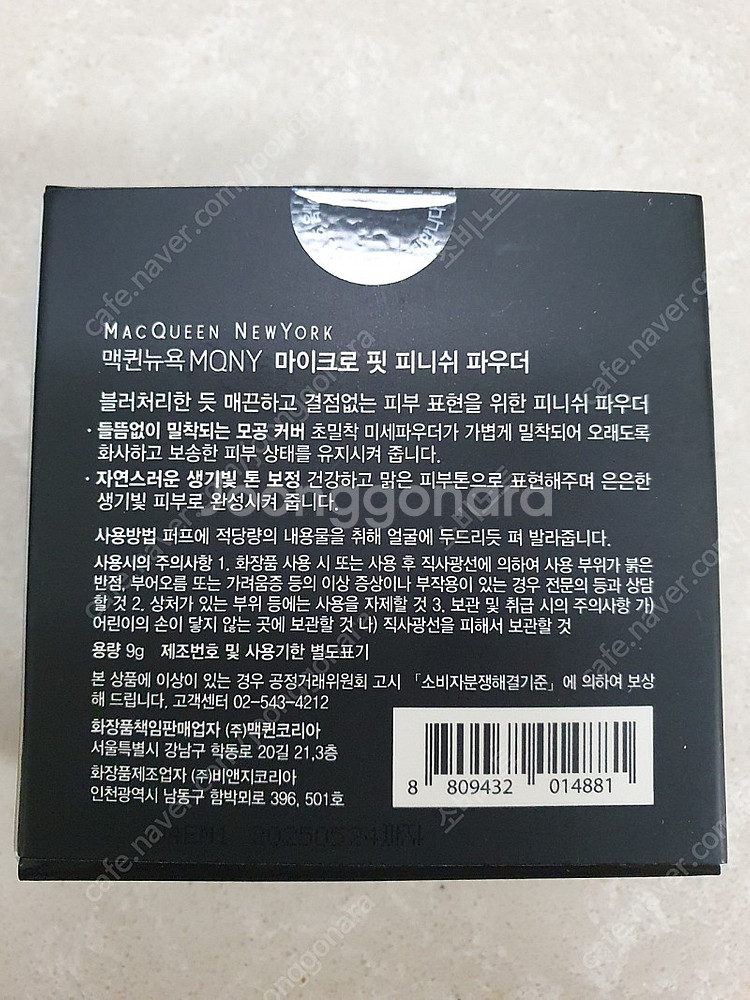 MACQUEEN NEWYORK
맥퀸뉴욕 MQNY 마이크로 핏 피니쉬 파우더
블러처리한 듯 매끈하고 결점없는 피부 표현을 위한 피니쉬 파우더
· 들뜸없이 밀착되는 모공 커버 초밀착 미세파우더가 가볍게 밀착되어 오래도록
화사하고 보송한 피부 상태를 유지시켜 줍니다.
· 자연스러운 생기빛 톤 보정 건강하고 맑은 피부톤으로 표현해주며 은은한
생기빛 피부로 완성시켜 줍니다.
사용방법 퍼프에 적당량의 내용물을 취해 얼굴에 두드리듯 펴 발라줍니다.
사용시의 주의사항 1. 화장품 사용 시 또는 사용 후 직사광선에 의하여 사용 부위가 붉은
반점, 부어오름 또는 가려움증 등의 이상 증상이나 부작용이 있는 경우 전문의 등과 상담
할 것 2. 상처가 있는 부위 등에는 사용을 자제할 것 3. 보관 및 취급 시의 주의사항 가)
어린이의 손이 닿지 않는 곳에 보관할 것 나) 직사광선을 피해서 보관할 것
용량 9g 제조번호 및 사용기한 별도표기
본 상품에 이상이 있는 경우 공정거래위원회 고시 「소비자분쟁해결기준」에 의하여 보상
해 드립니다. 고객센터 02-543-4212
화장품책임판매업자 (주)맥퀸코리아
서울특별시 강남구 학동로 20길 21,3층
화장품제조업자 (주)비앤지코리아
인천광역시 남동구 함박뫼로 396, 501호
8 809432 014881
20250524까지
joonggonara
cafe.naver.com/joonggonara
소비노트